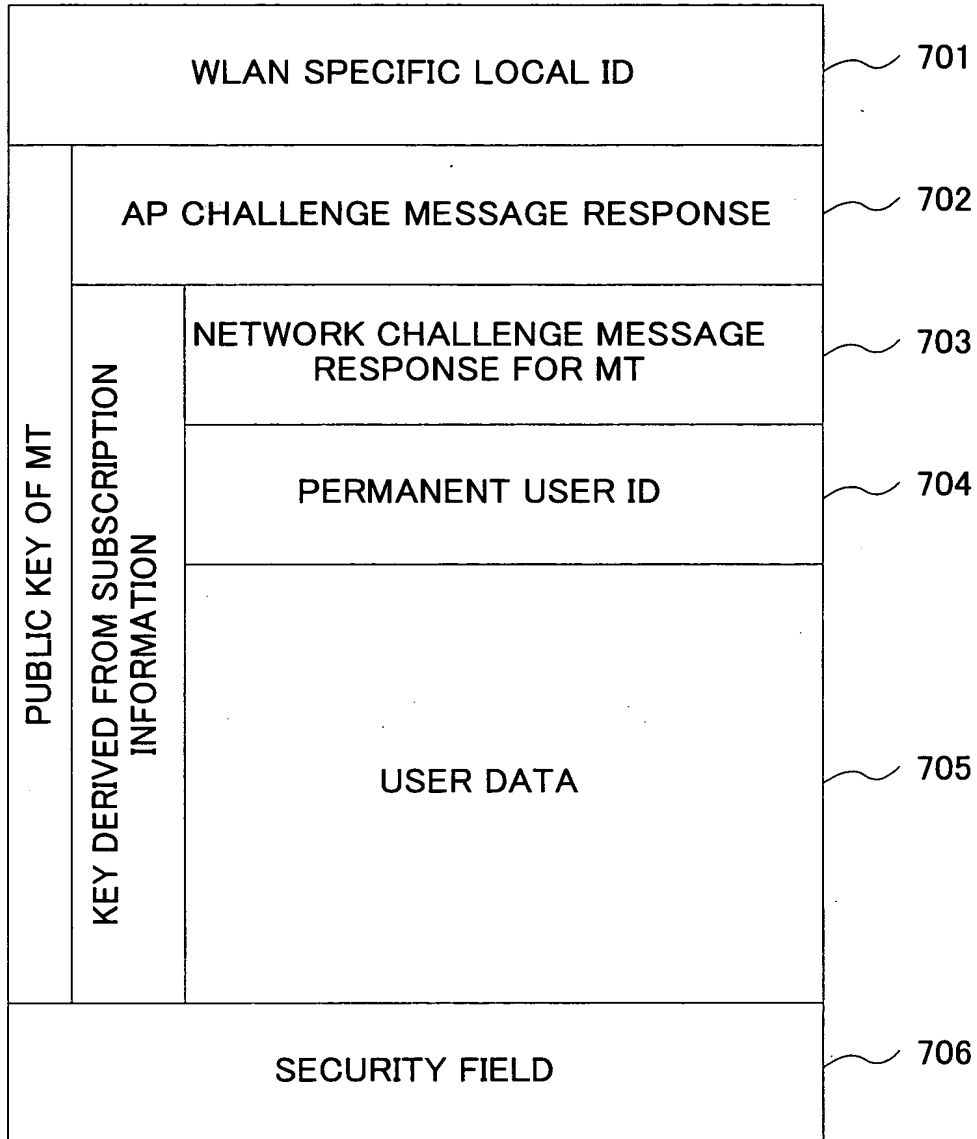 WLAN SPECIFIC LOCAL ID
701
AP CHALLENGE MESSAGE RESPONSE
702
NETWORK CHALLENGE MESSAGE
RESPONSE FOR MT
703
PERMANENT USER ID
704
PUBLIC KEY OF MT
KEY DERIVED FROM SUBSCRIPTION
INFORMATION
USER DATA
705
SECURITY FIELD
706